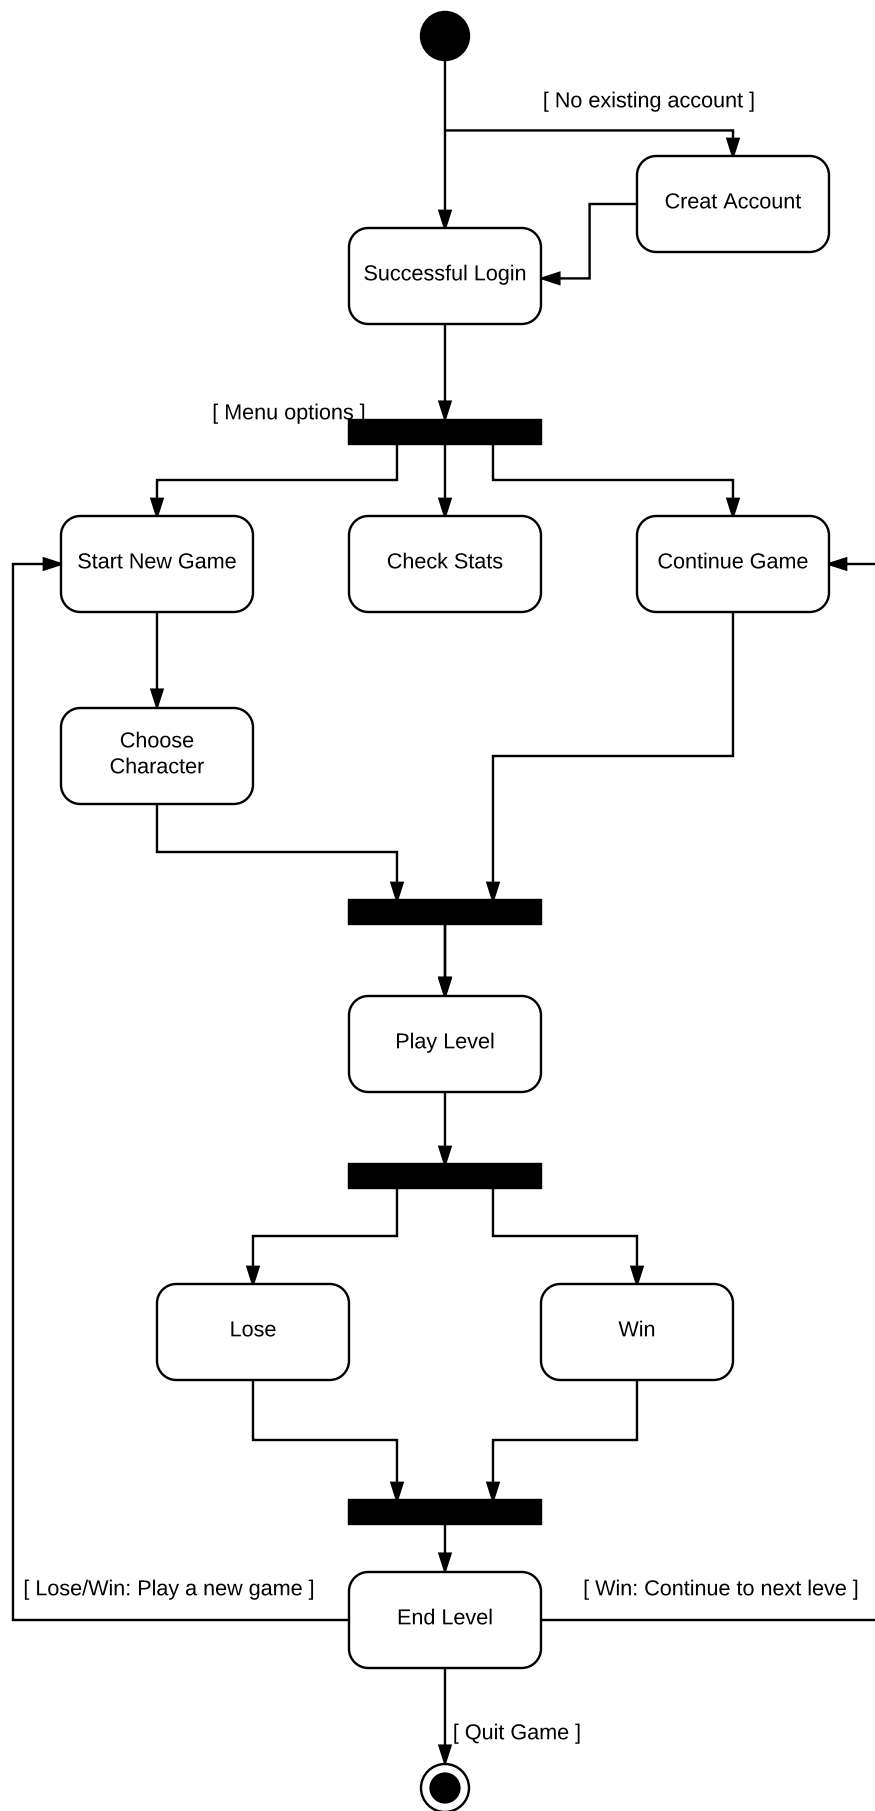 [ No existing account ]
Creat Account
Successful Login
[ Menu options ]
Start New Game
Check Stats
Continue Game
Choose
Character
Play Level
Lose
Win
[ Lose/Win: Play a new game ]
[ Win: Continue to next leve ]
End Level
[ Quit Game ]